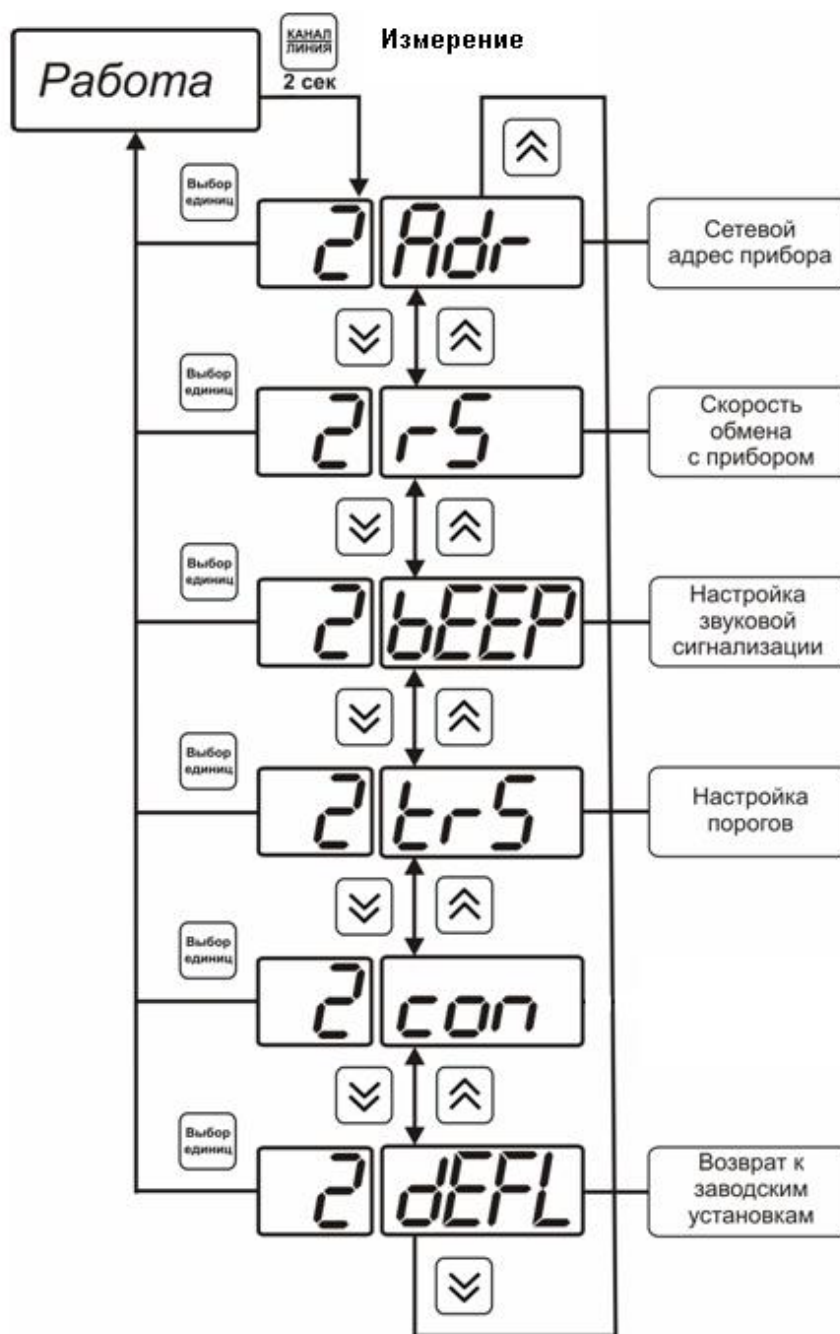 КАНАЛ
ЛИНИЯ
2 сек
Измерение
Работа
Выбор
единиц
2 Adr
Сетевой
адрес прибора
Выбор
единиц
2 rS
Скорость
обмена
с прибором
Выбор
единиц
2 bEEP
Настройка
звуковой
сигнализации
Выбор
единиц
2 trS
Настройка
порогов
Выбор
единиц
2 con
Выбор
единиц
2 dEFL
Возврат к
заводским
установкам